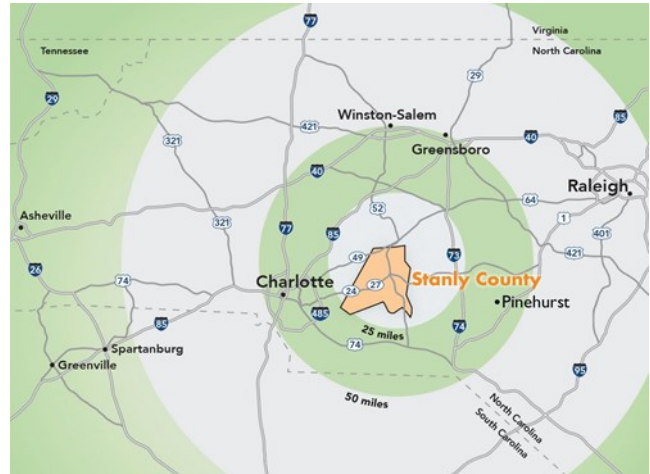 77
Tennessee
Virginia
North Carolina
29
29
Winston-Salem
85
421
321
Greensboro
40
40
Raleigh
64
52
1
321
77
85
401
Asheville
421
49
73
26
Stanly County
74
Charlotte
24
27
Pinehurst
485
85
25 miles
74
74
Spartanburg
Greenville
95
50 miles
North Carolina
South Carolina